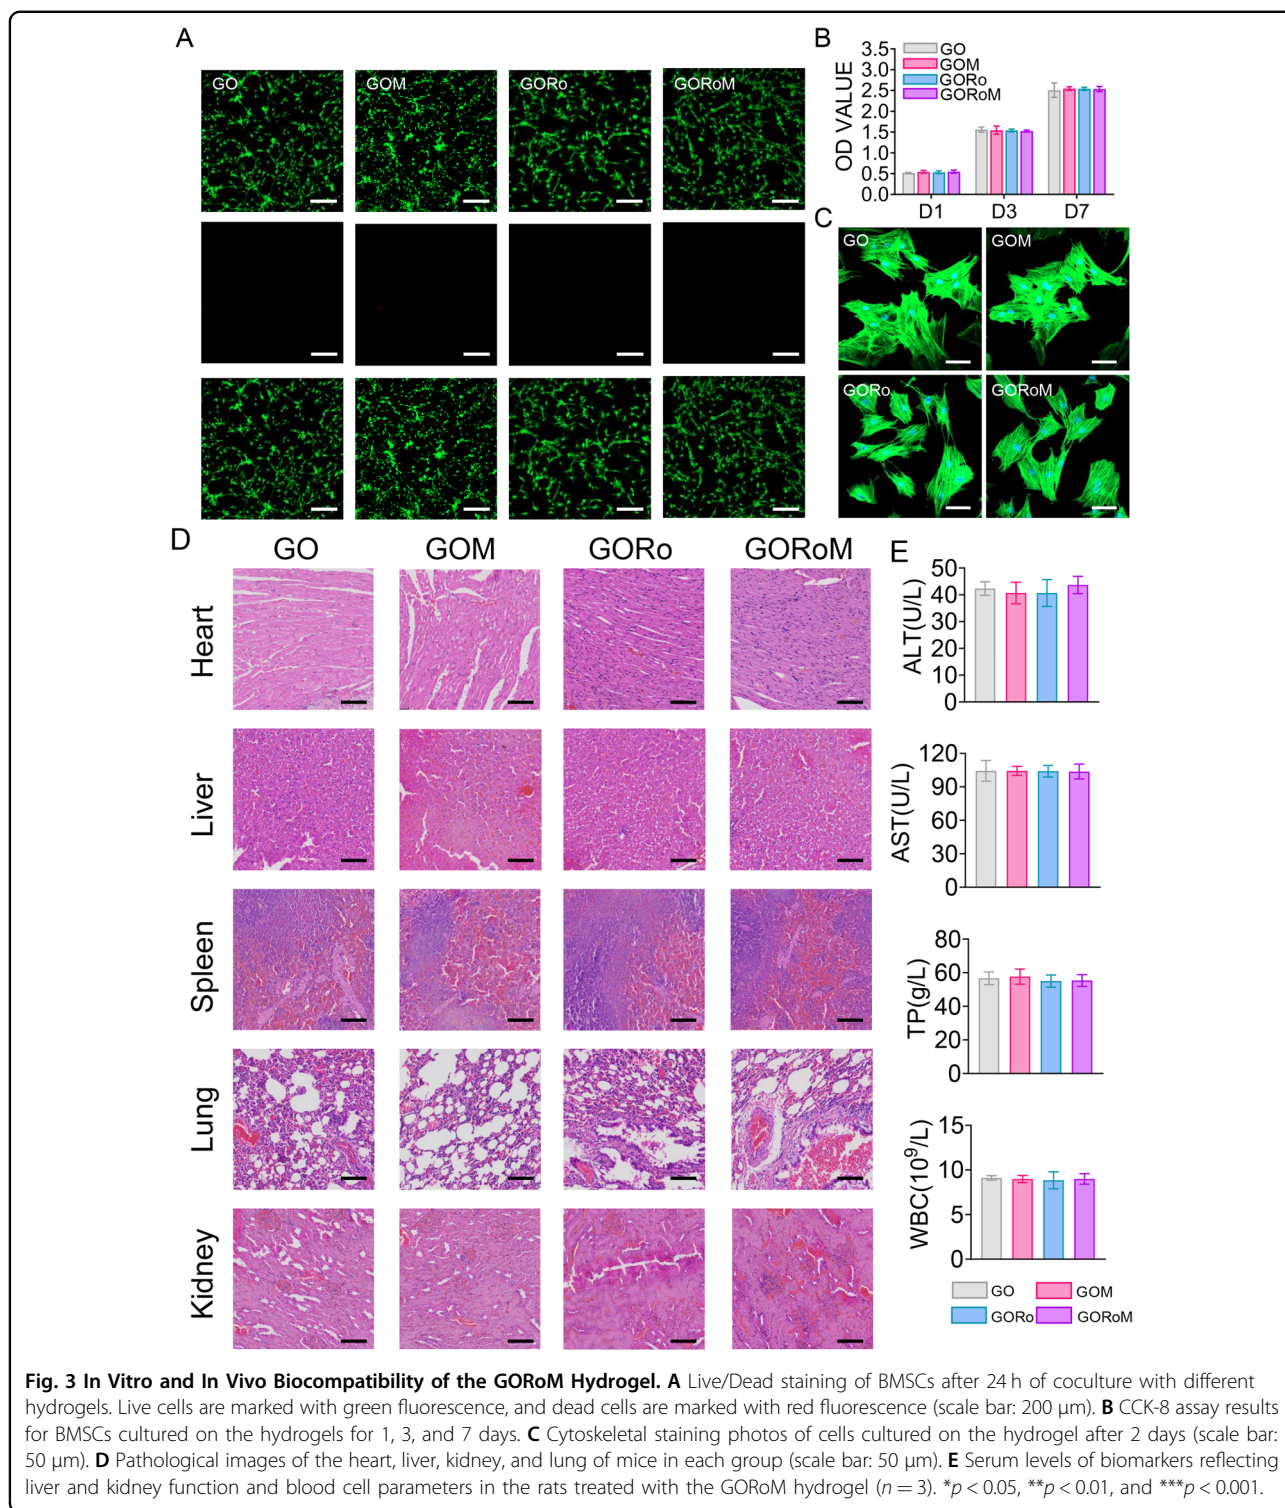 A
GO
GOM
GORo
GORoM
B
OD VALUE
3.5
3.0
2.5
2.0
1.5
1.0
0.5
0.0
GO
GOM
GORo
GORoM
D1 D3 D7
C
GO
GOM
GORo
GORoM
D
GO GOM GORo GORoM
Heart
Liver
Spleen
Lung
Kidney
E
ALT(U/L)
50
40
30
20
10
0
AST(U/L)
120
90
60
30
0
TP(g/L)
80
60
40
20
0
WBC(10⁹/L)
15
10
5
0
GO GOM
GORo GORoM
Fig. 3 In Vitro and In Vivo Biocompatibility of the GORoM Hydrogel. A Live/Dead staining of BMSCs after 24 h of coculture with different
hydrogels. Live cells are marked with green fluorescence, and dead cells are marked with red fluorescence (scale bar: 200 μm). B CCK-8 assay results
for BMSCs cultured on the hydrogels for 1, 3, and 7 days. C Cytoskeletal staining photos of cells cultured on the hydrogel after 2 days (scale bar:
50 μm). D Pathological images of the heart, liver, kidney, and lung of mice in each group (scale bar: 50 μm). E Serum levels of biomarkers reflecting
liver and kidney function and blood cell parameters in the rats treated with the GORoM hydrogel (n = 3). *p < 0.05, **p < 0.01, and ***p < 0.001.